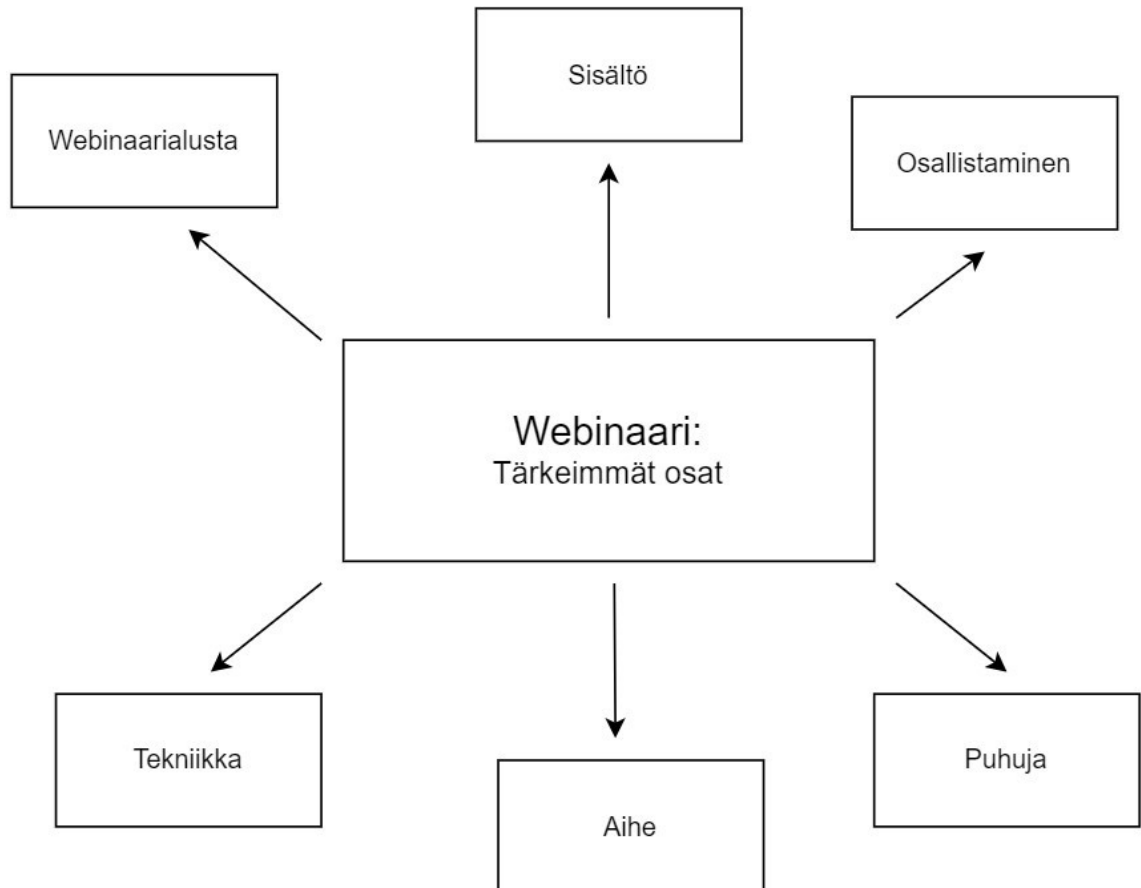 Sisältö
Webinaarialusta
Osallistaminen
Webinaari:
Tärkeimmät osat
Tekniikka
Aihe
Puhuja